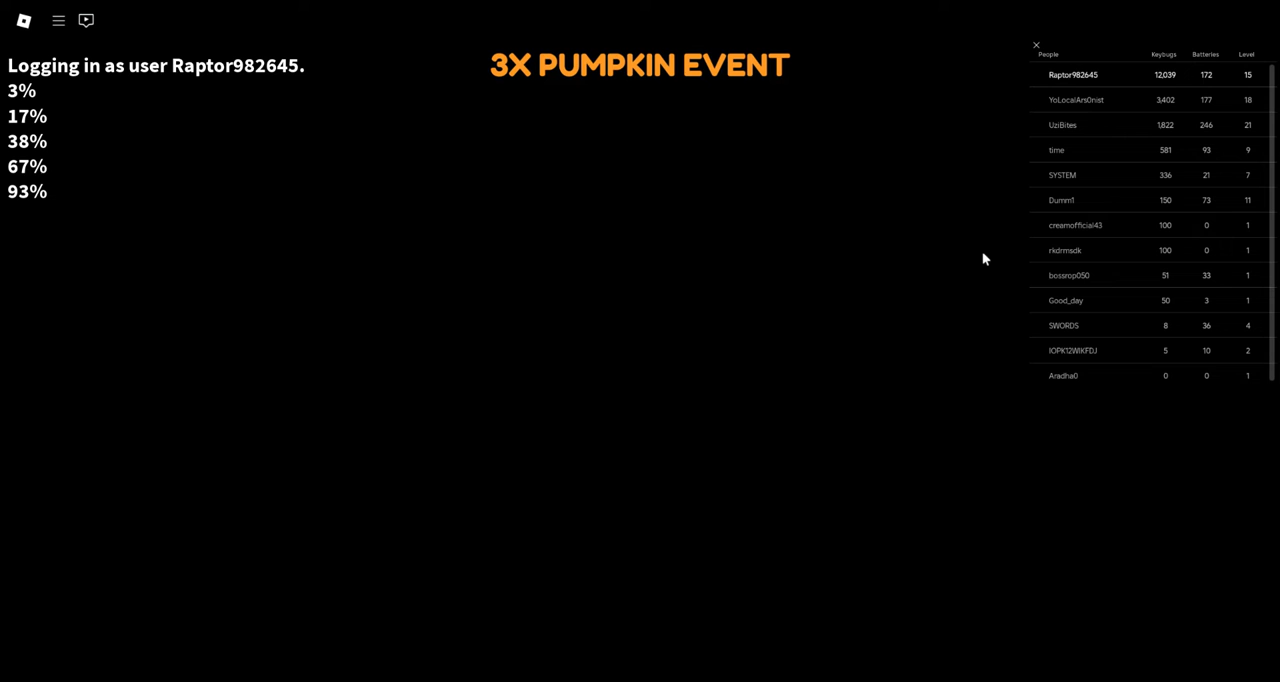 Logging in as user Raptor982645.
3%
17%
38%
67%
93%
3X PUMPKIN EVENT
People Keybugs Batteries Level
Raptor982645 12,039 172 15
YoLocalArs0nist 3,402 177 18
UziBites 1,822 246 21
time 581 93 9
SYSTEM 336 21 7
Dumm1 150 73 11
creamofficial43 100 0 1
rkdrmsdk 100 0 1
bossrop050 51 33 1
Good_day 50 3 1
SWORDS 8 36 4
IOPK12WIKFDJ 5 10 2
Aradha0 0 0 1